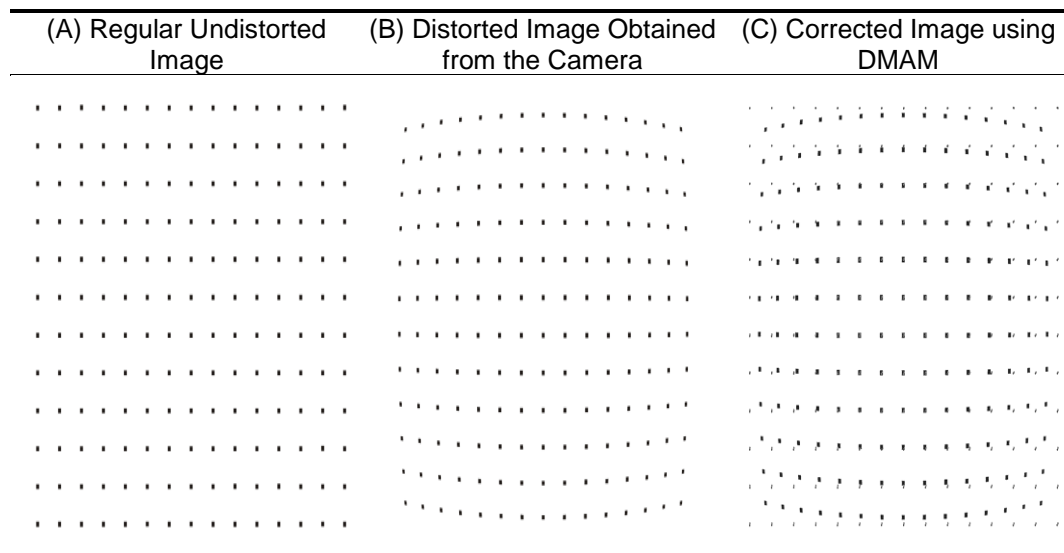 (A) Regular Undistorted
Image
(B) Distorted Image Obtained
from the Camera
(C) Corrected Image using
DMAM